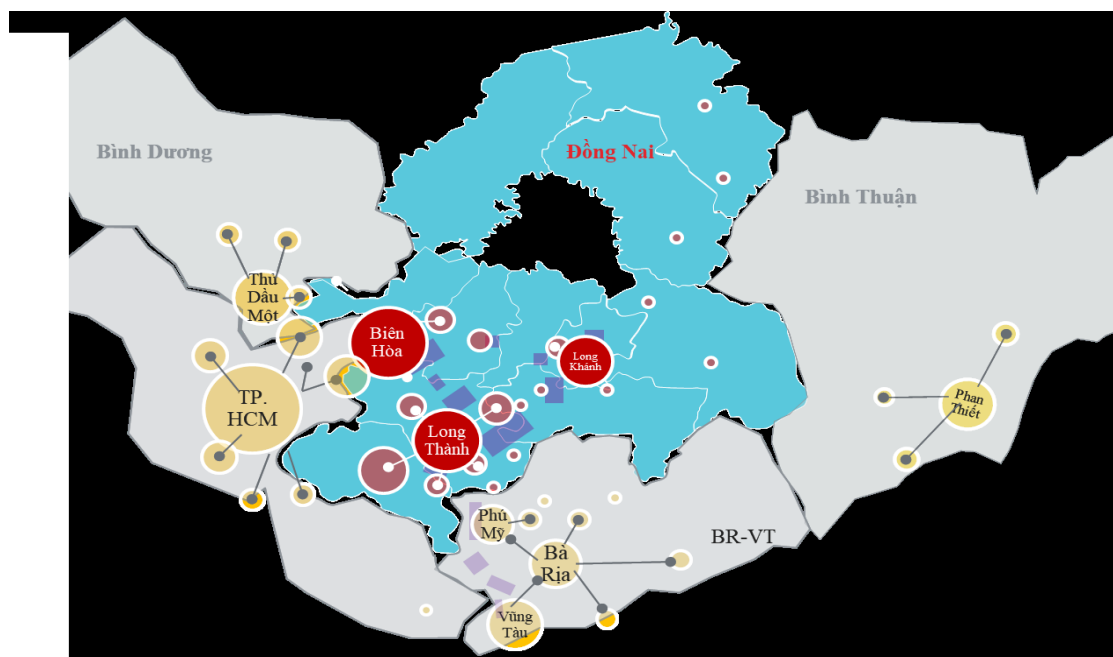 Bình Dương
Đồng Nai
Bình Thuận
Thủ
Dầu
Một
Biên
Hòa
Long
Khánh
TP.
HCM
Long
Thành
Phan
Thiết
Phú
Mỹ
BR-VT
Bà
Rịa
Vũng
Tàu